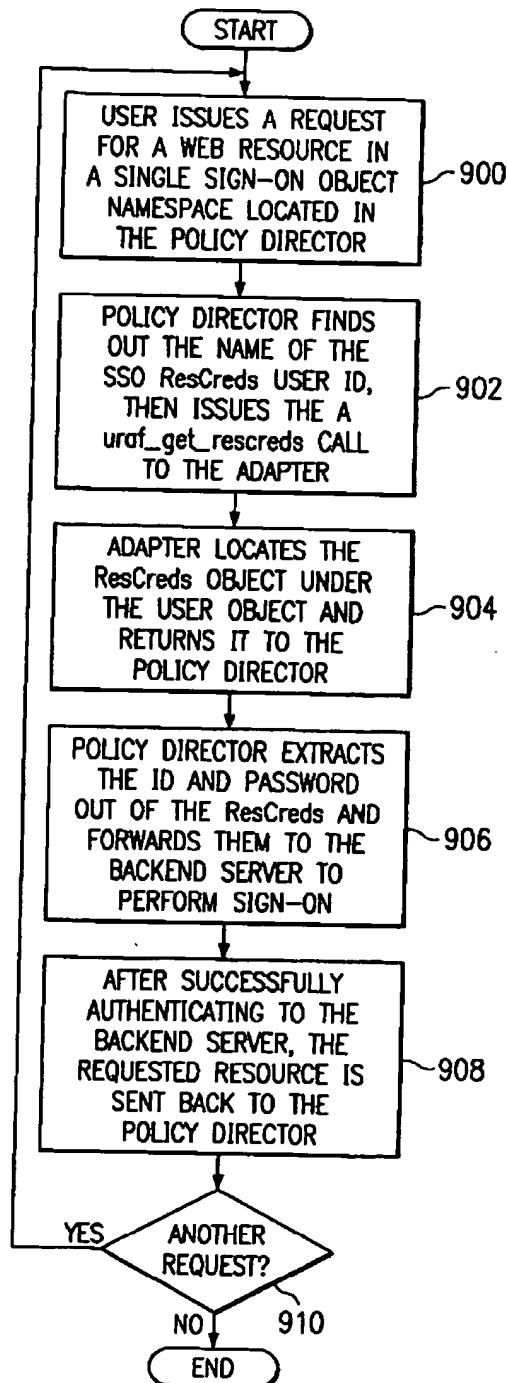 START
USER ISSUES A REQUEST
FOR A WEB RESOURCE IN
A SINGLE SIGN-ON OBJECT
NAMESPACE LOCATED IN
THE POLICY DIRECTOR
900
POLICY DIRECTOR FINDS
OUT THE NAME OF THE
SSO ResCreds USER ID,
THEN ISSUES THE A
uraf_get_rescreds CALL
TO THE ADAPTER
902
ADAPTER LOCATES THE
ResCreds OBJECT UNDER
THE USER OBJECT AND
RETURNS IT TO THE
POLICY DIRECTOR
904
POLICY DIRECTOR EXTRACTS
THE ID AND PASSWORD
OUT OF THE ResCreds AND
FORWARDS THEM TO THE
BACKEND SERVER TO
PERFORM SIGN-ON
906
AFTER SUCCESSFULLY
AUTHENTICATING TO THE
BACKEND SERVER, THE
REQUESTED RESOURCE IS
SENT BACK TO THE
POLICY DIRECTOR
908
YES
ANOTHER
REQUEST?
910
NO
END